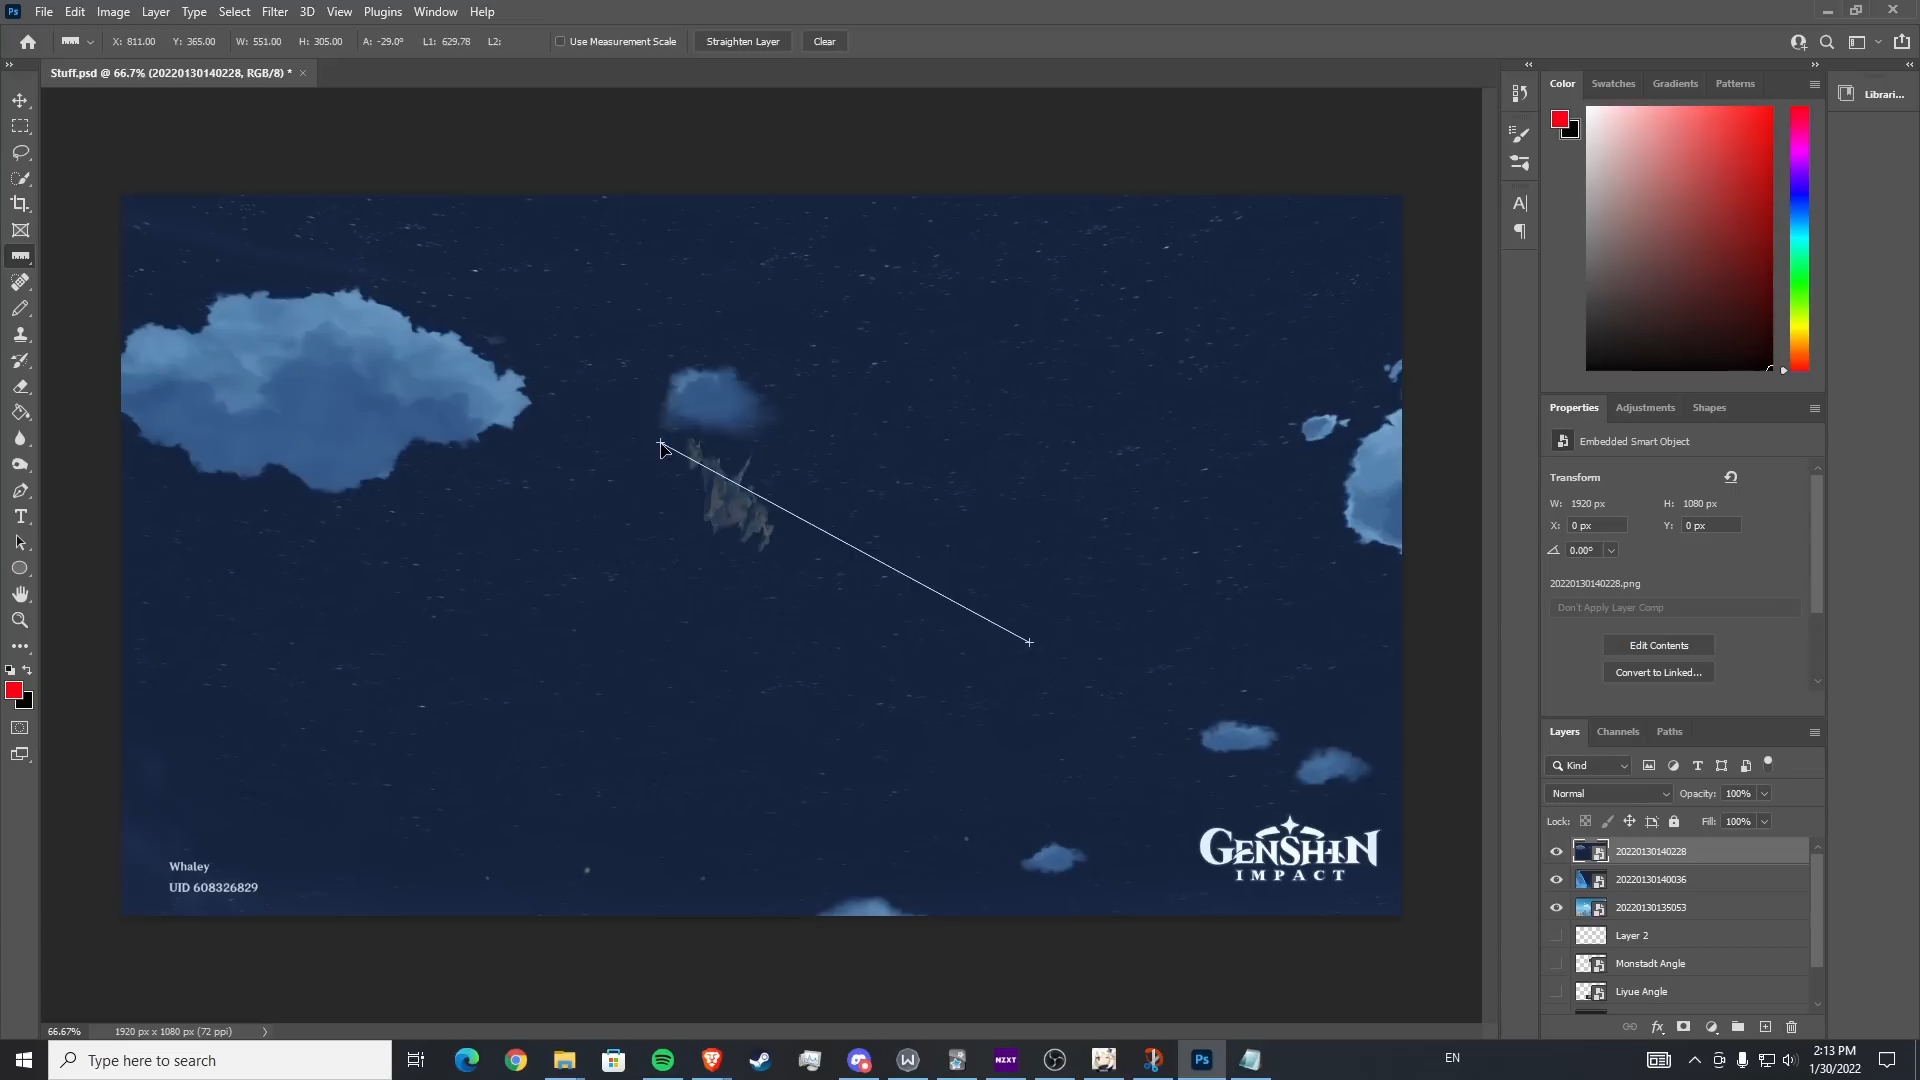 Ps File Edit Image Layer Type Select Filter 3D View Plugins Window Help
X: 811.00 Y: 365.00 W: 551.00 H: 305.00 A: -29.0° L1: 629.78 L2: Use Measurement Scale Straighten Layer Clear
Stuff.psd @ 66.7% (20220130140228, RGB/8) *
Color Swatches Gradients Patterns
Librari...
Properties Adjustments Shapes
Embedded Smart Object
Transform
W: 1920 px H: 1080 px
X: 0 px Y: 0 px
0.00°
20220130140228.png
Don't Apply Layer Comp
Edit Contents
Convert to Linked...
Layers Channels Paths
Kind
Normal Opacity: 100%
Lock: Fill: 100%
20220130140228
20220130140036
20220130135053
Layer 2
Monstadt Angle
Liyue Angle
Whaley
UID 608326829
GENSHIN
IMPACT
66.67% 1920 px x 1080 px (72 ppi)
Type here to search
NZXT
Ps
EN
2:13 PM
1/30/2022